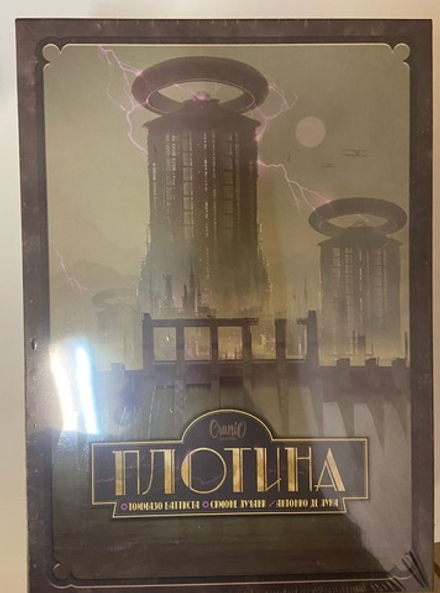 Cranio
ПЛОТИНА
ТОММАЗО БАТТИСТА СИМОНЕ ЛУЧАНИ / АНТОНИО ДЕ ЛУКА